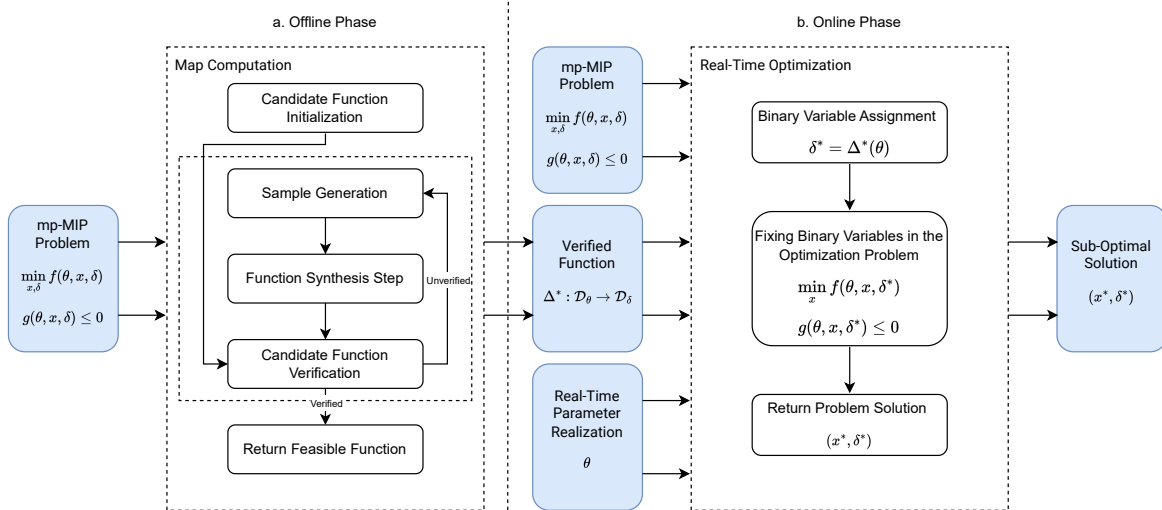 a. Offline Phase
mp-MIP
Problem
min f(θ, x, δ)
x,δ
g(θ, x, δ) ≤ 0
Map Computation
Candidate Function
Initialization
Sample Generation
Function Synthesis Step
Unverified
Candidate Function
Verification
Verified
Return Feasible Function
b. Online Phase
mp-MIP
Problem
min f(θ, x, δ)
x,δ
g(θ, x, δ) ≤ 0
Verified
Function
Δ* : 𝒟θ → 𝒟δ
Real-Time
Parameter
Realization
θ
Real-Time Optimization
Binary Variable Assignment
δ* = Δ*(θ)
Fixing Binary Variables in the
Optimization Problem
min f(θ, x, δ*)
x
g(θ, x, δ*) ≤ 0
Return Problem Solution
(x*, δ*)
Sub-Optimal
Solution
(x*, δ*)